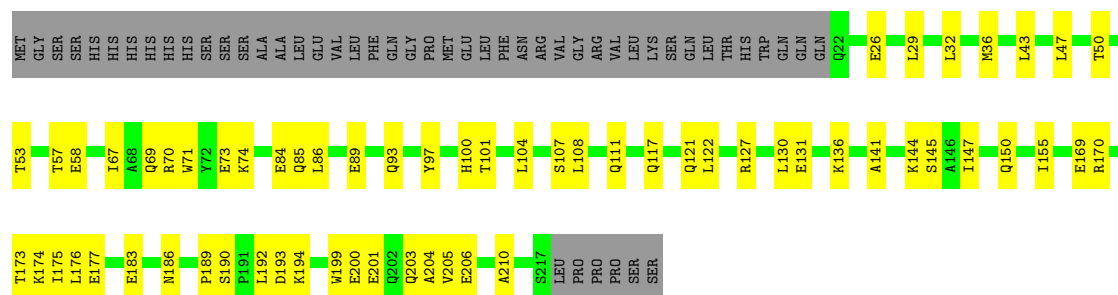 MET GLY SER SER HIS HIS HIS HIS HIS HIS SER SER SER ALA ALA LEU GLU VAL LEU PHE GLN GLY PRO MET GLU LEU PHE ASN ARG VAL GLY ARG VAL LEU LYS SER GLN LEU THR HIS TRP GLN GLN GLN Q22 E26 L29 L32 M36 L43 L47 T50
T53 T57 E58 I67 A68 Q69 R70 W71 Y72 E73 K74 E84 Q85 L86 E89 Q93 Y97 H100 T101 L104 S107 L108 Q111 Q117 Q121 L122 R127 L130 E131 K136 A141 K144 S145 A146 I147 Q150 I155 E169 R170
T173 K174 I175 L176 E177 E183 N186 P189 S190 P191 L192 D193 K194 W199 E200 E201 Q202 Q203 A204 V205 E206 A210 S217 LEU PRO PRO PRO SER SER